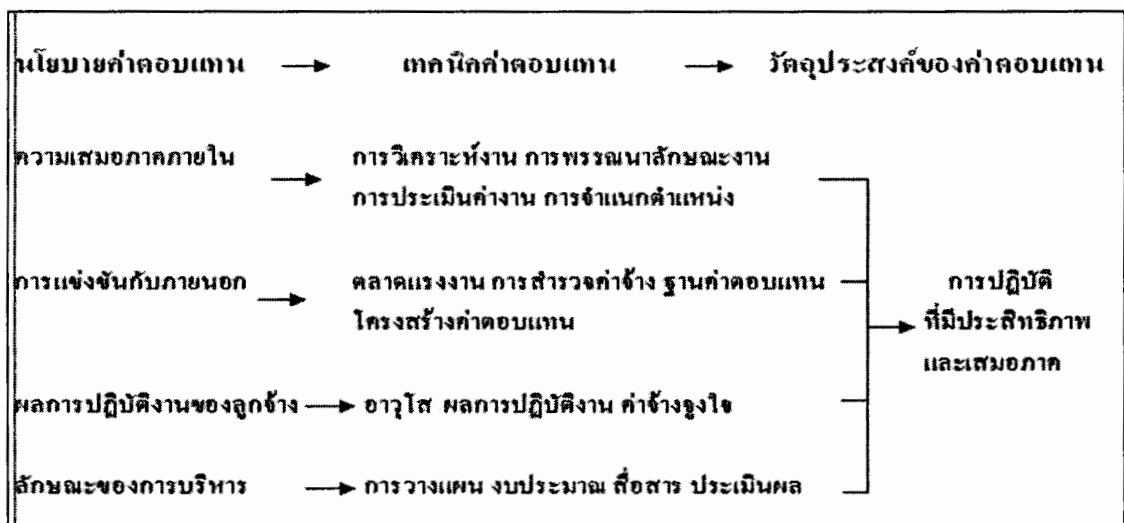 นโยบายค่าตอบแทน → เทคนิคค่าตอบแทน → วัตถุประสงค์ของค่าตอบแทน
ความเสมอภาคภายใน
การวิเคราะห์งาน การพรรณนาลักษณะงาน
การประเมินค่างาน การจำแนกตำแหน่ง
การแข่งขันกับภายนอก
ตลาดแรงงาน การสำรวจค่าจ้าง ฐานค่าตอบแทน
โครงสร้างค่าตอบแทน
ผลการปฏิบัติงานของลูกจ้าง → อาวุโส ผลการปฏิบัติงาน ค่าจ้างจูงใจ
ลักษณะของการบริหาร → การวางแผน งบประมาณ สื่อสาร ประเมินผล
การปฏิบัติ
ที่มีประสิทธิภาพ
และเสมอภาค